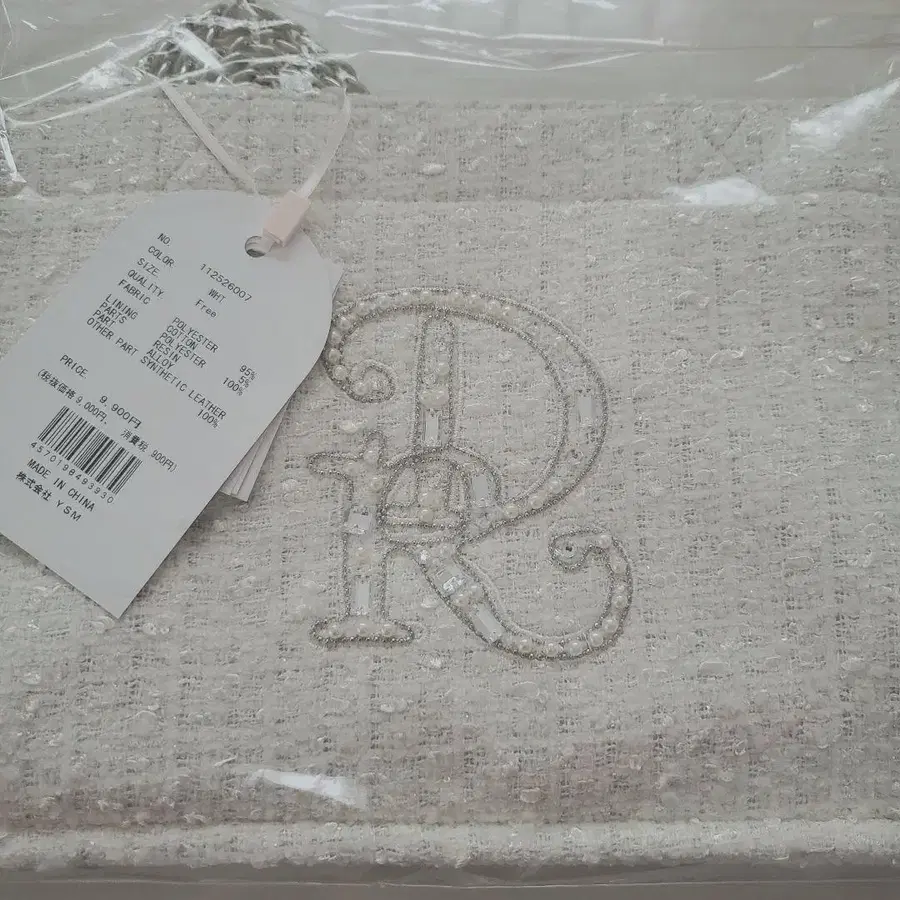 NO. 112526007
COLOR WHT
SIZE Free
QUALITY
FABRIC POLYESTER 95%
COTTON 5%
LINING POLYESTER 100%
PARTS RESIN
PART ALLOY
OTHER PART SYNTHETIC LEATHER
100%
PRICE. 9,900円
(税抜価格 9,000円、 消費税 900円)
4570198493930
MADE IN CHINA
株式会社 YSM
R